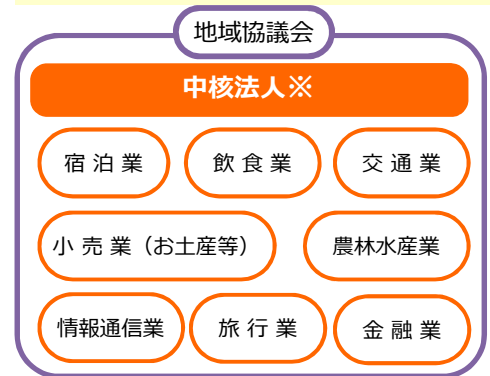 地域協議会
中核法人※
宿泊業 飲食業 交通業
小売業（お土産等） 農林水産業
情報通信業 旅行業 金融業